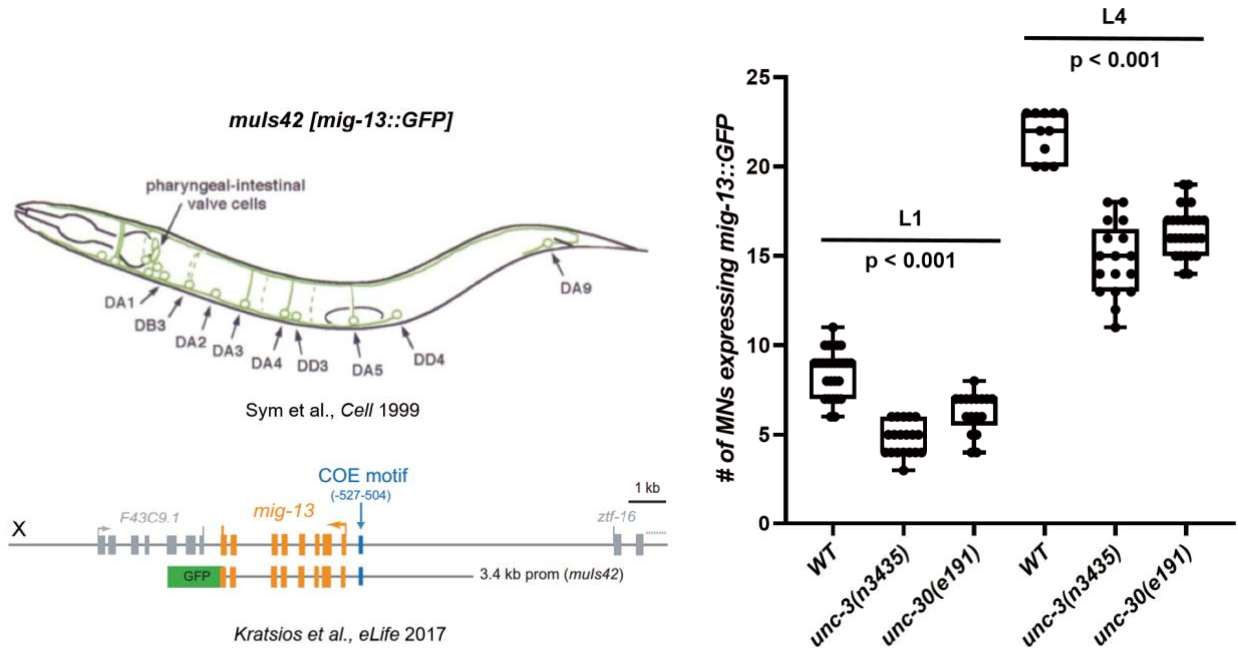 muIs42 [mig-13::GFP]
pharyngeal-intestinal
valve cells
DA1
DB3
DA2
DA3
DA4
DD3
DA5
DD4
DA9
Sym et al., Cell 1999
COE motif
(-527-504)
1 kb
X
F43C9.1
mig-13
ztf-16
GFP
3.4 kb prom (muIs42)
Kratsios et al., eLife 2017
# of MNs expressing mig-13::GFP
25
20
15
10
5
0
L1
p < 0.001
L4
p < 0.001
WT
unc-3(n3435)
unc-30(e191)
WT
unc-3(n3435)
unc-30(e191)